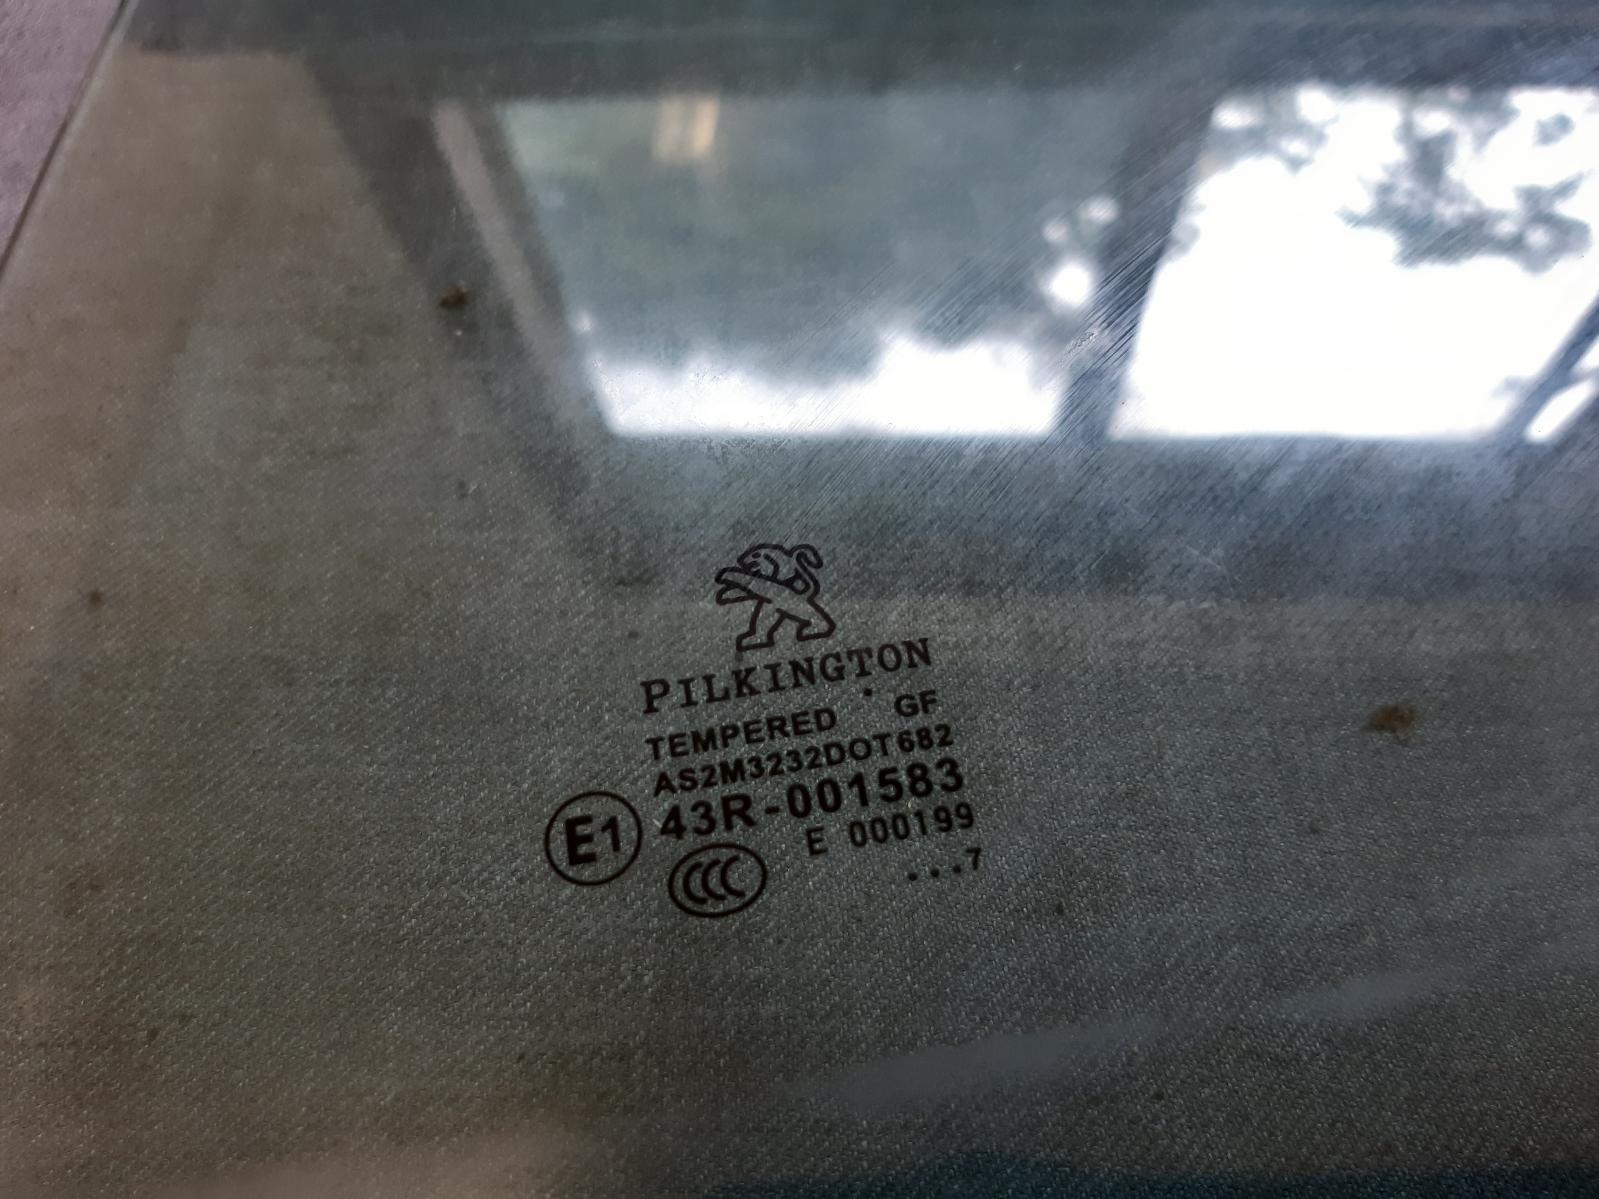 PILKINGTON
TEMPERED GF
AS2M3232DOT682
E1 43R-001583
CCC E 000199
...7